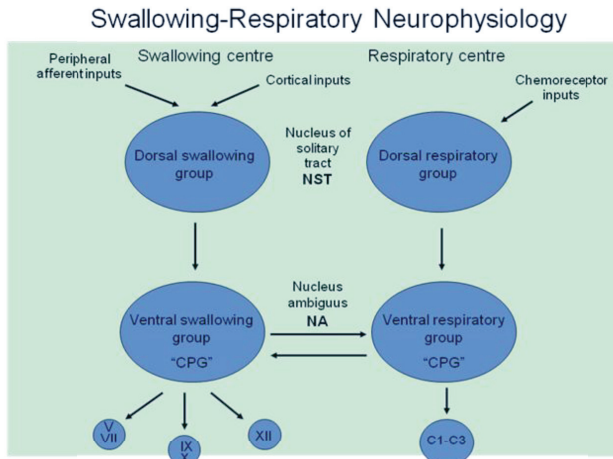 Swallowing-Respiratory Neurophysiology
Peripheral
afferent inputs
Swallowing centre
Cortical inputs
Respiratory centre
Chemoreceptor
inputs
Dorsal swallowing
group
Nucleus of
solitary
tract
NST
Dorsal respiratory
group
Ventral swallowing
group
"CPG"
Nucleus
ambiguus
NA
Ventral respiratory
group
"CPG"
V
VII
IX
X
XII
C1-C3